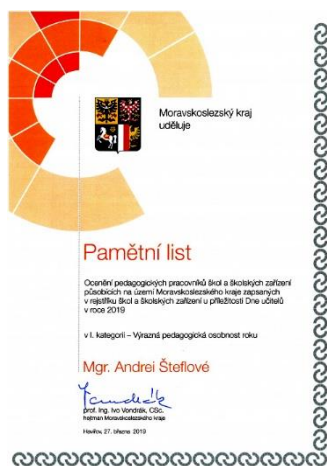 Moravskoslezský kraj
uděluje
Pamětní list
Ocenění pedagogických pracovníků škol a školských zařízení
působících na území Moravskoslezského kraje zapsaných
v rejstříku škol a školských zařízení u příležitosti Dne učitelů
v roce 2019
v I. kategorii – Výrazná pedagogická osobnost roku
Mgr. Andrei Šteflové
prof. Ing. Ivo Vondrák, CSc.
hejtman Moravskoslezského kraje
Havířov, 27. března 2019